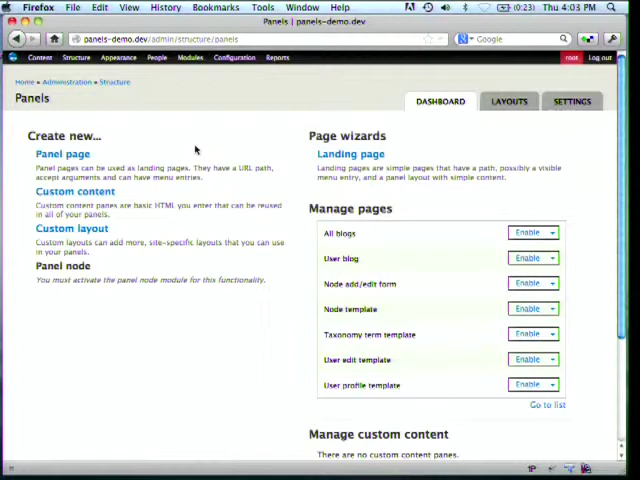 Firefox File Edit View History Bookmarks Tools Window Help (0:23) Thu 4:03 PM
Panels | panels-demo.dev
panels-demo.dev/admin/structure/panels Google
Content Structure Appearance People Modules Configuration Reports root Log out
Home » Administration » Structure
Panels
DASHBOARD LAYOUTS SETTINGS
Create new...
Panel page
Panel pages can be used as landing pages. They have a URL path,
accept arguments and can have menu entries.
Custom content
Custom content panes are basic HTML you enter that can be reused
in all of your panels.
Custom layout
Custom layouts can add more, site-specific layouts that you can use
in your panels.
Panel node
You must activate the panel node module for this functionality.
Page wizards
Landing page
Landing pages are simple pages that have a path, possibly a visible
menu entry, and a panel layout with simple content.
Manage pages
All blogs Enable
User blog Enable
Node add/edit form Enable
Node template Enable
Taxonomy term template Enable
User edit template Enable
User profile template Enable
Go to list
Manage custom content
There are no custom content panes.